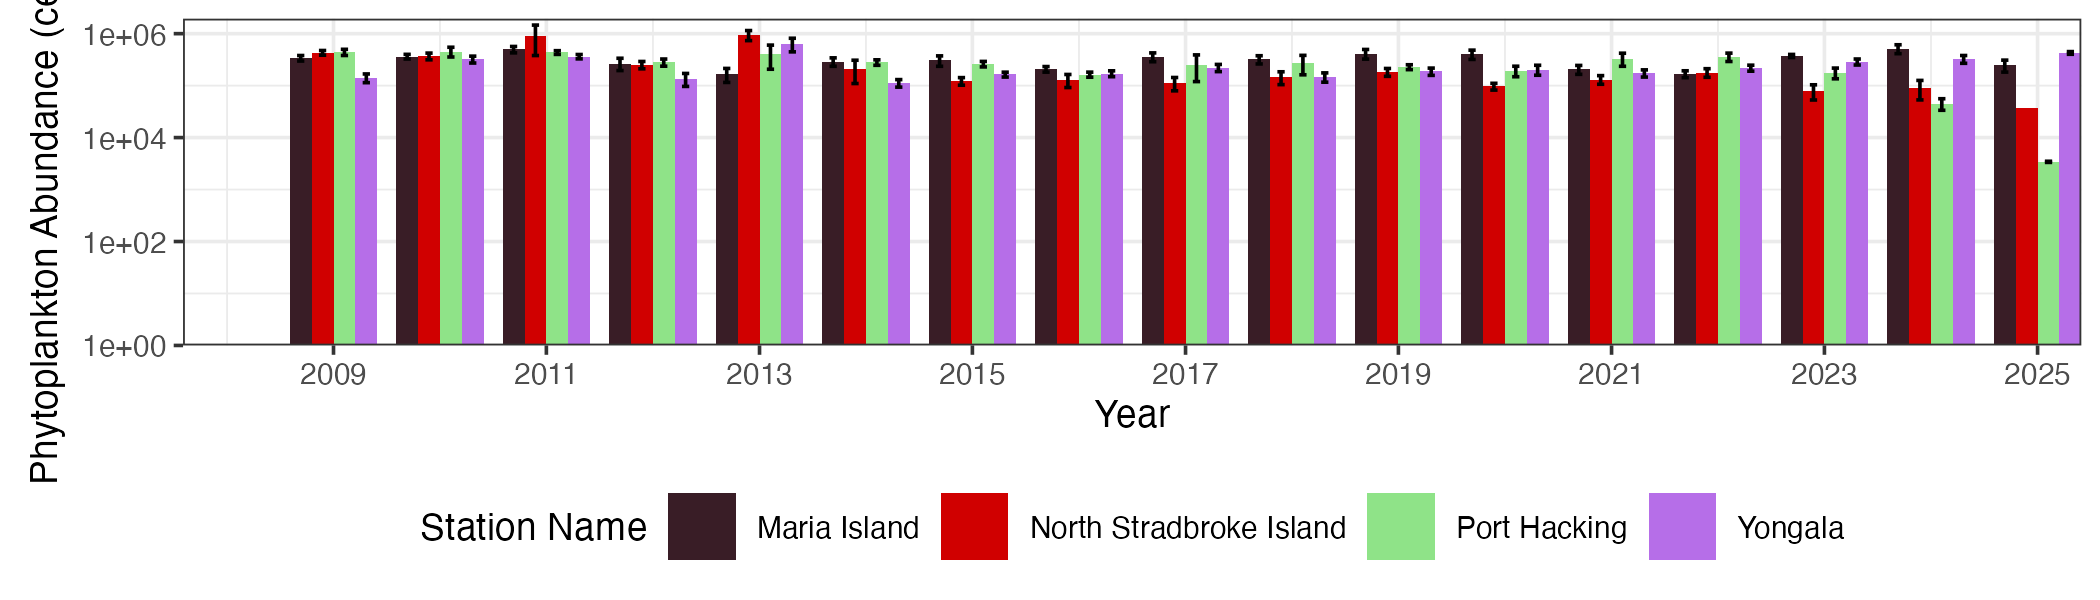 Phytoplankton Abundance (ce
1e+06
1e+04
1e+02
1e+00
2009 2011 2013 2015 2017 2019 2021 2023 2025
Year
Station Name Maria Island North Stradbroke Island Port Hacking Yongala